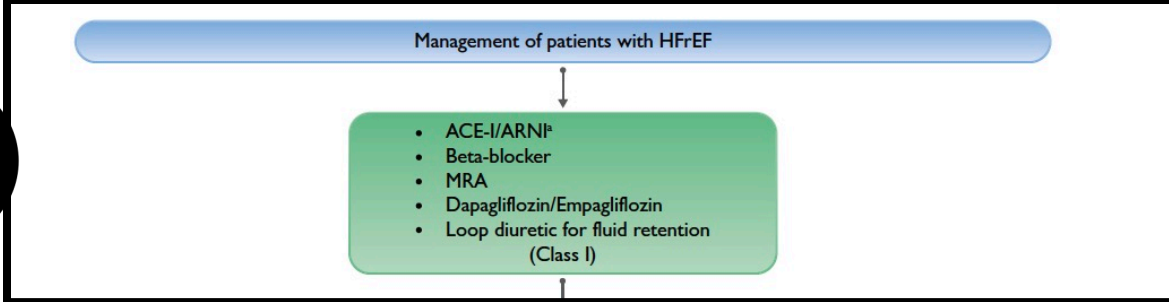 Management of patients with HFrEF
• ACE-I/ARNIᵃ
• Beta-blocker
• MRA
• Dapagliflozin/Empagliflozin
• Loop diuretic for fluid retention
(Class I)